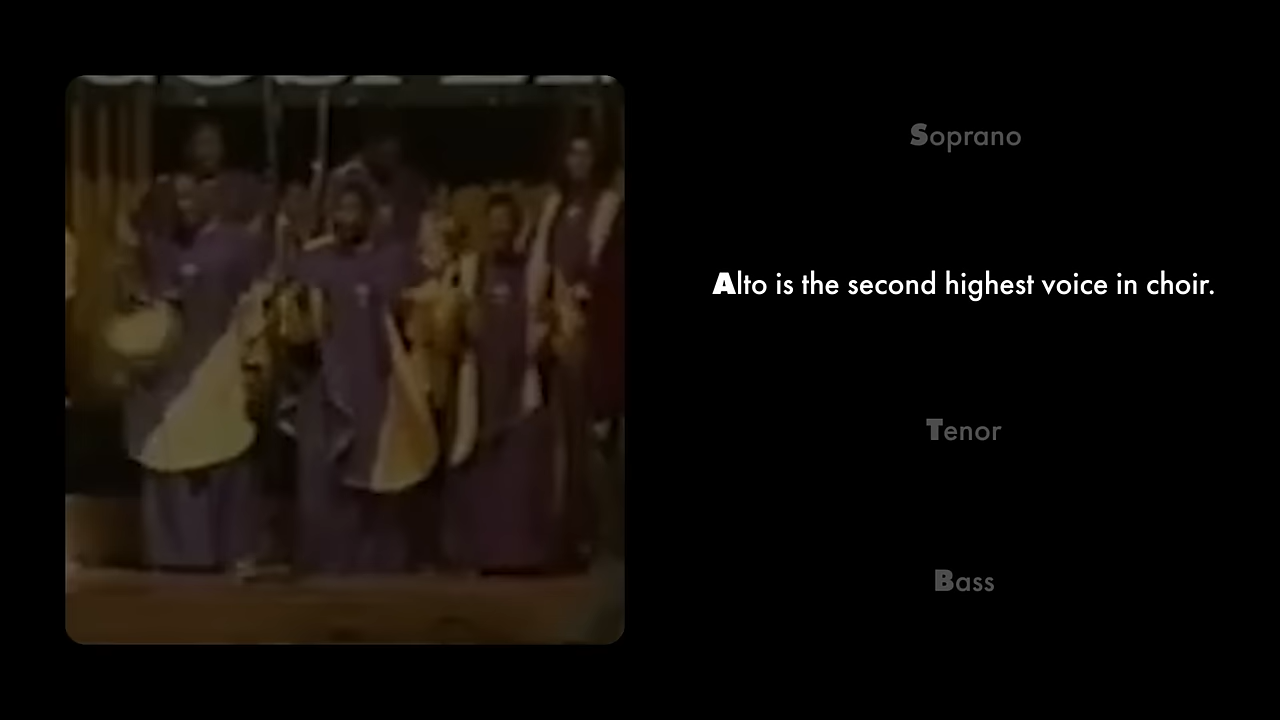 Soprano
Alto is the second highest voice in choir.
Tenor
Bass